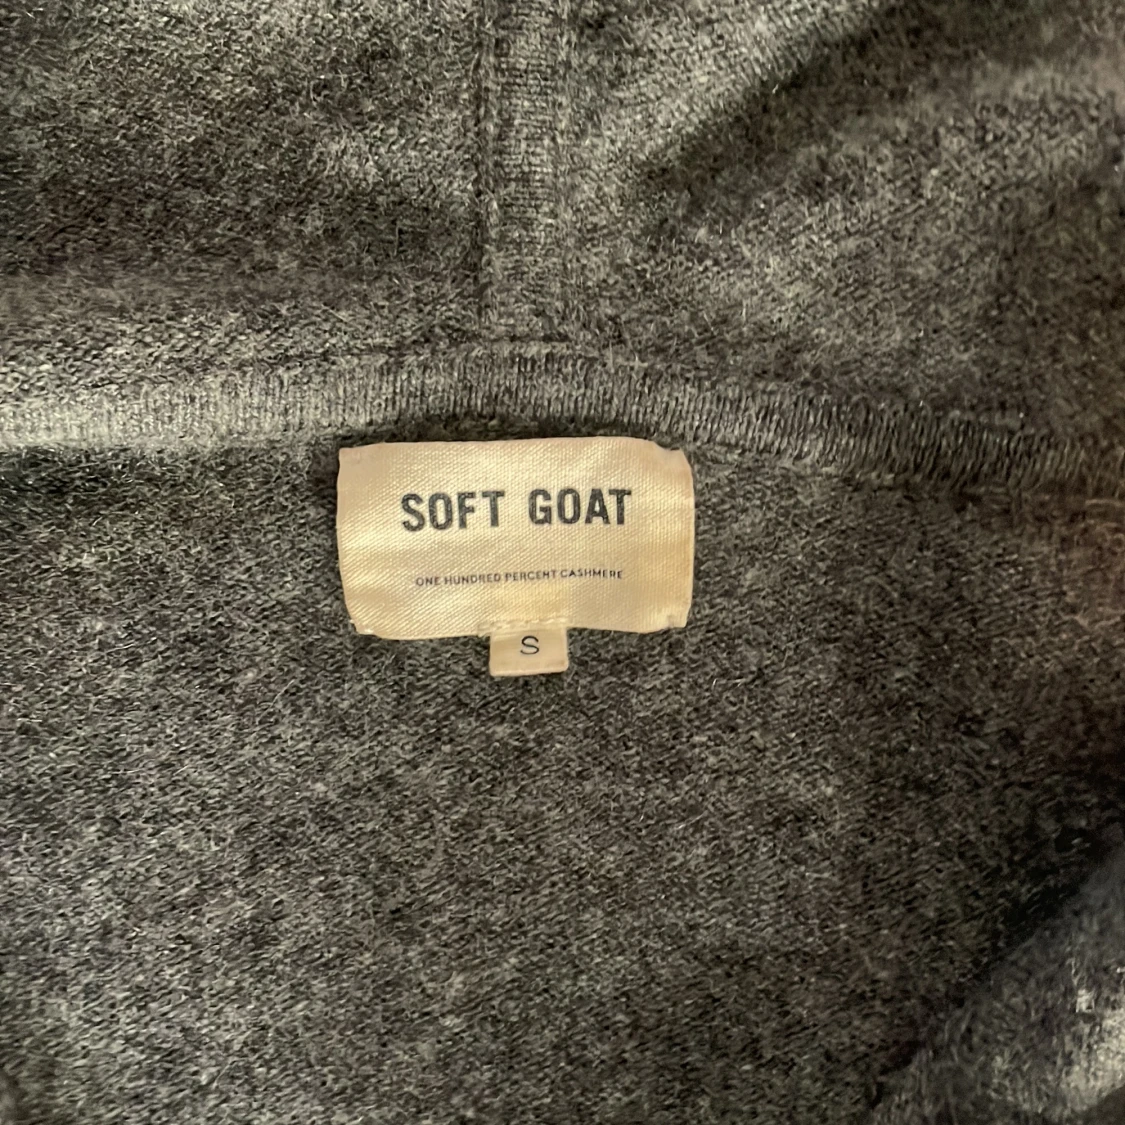 SOFT GOAT
ONE HUNDRED PERCENT CASHMERE
S